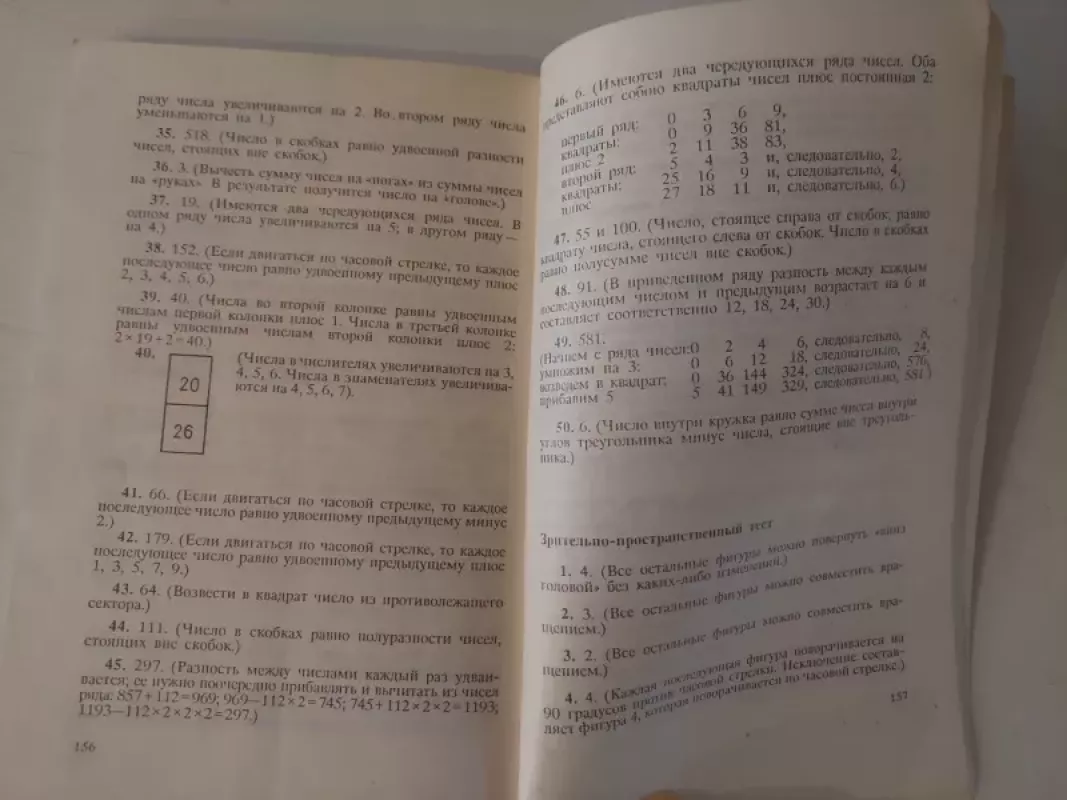 ряду числа увеличиваются на 2. Во втором ряду числа
уменьшаются на 1.)
35. 518. (Число в скобках равно удвоенной разности
чисел, стоящих вне скобок.)
36. 3. (Вычесть сумму чисел на «ногах» из суммы чисел
на «руках». В результате получится число на «голове».)
37. 19. (Имеются два чередующихся ряда чисел. В
одном ряду числа увеличиваются на 5; в другом ряду —
на 4.)
38. 152. (Если двигаться по часовой стрелке, то каждое
последующее число равно удвоенному предыдущему плюс
2, 3, 4, 5, 6.)
39. 40. (Числа во второй колонке равны удвоенным
числам первой колонки плюс 1. Числа в третьей колонке
равны удвоенным числам второй колонки плюс 2:
2×19+2=40.)
40.
20
26
(Числа в числителях увеличиваются на 3,
4, 5, 6. Числа в знаменателях увеличива-
ются на 4, 5, 6, 7).
41. 66. (Если двигаться по часовой стрелке, то каждое
последующее число равно удвоенному предыдущему минус
2.)
42. 179. (Если двигаться по часовой стрелке, то каждое
последующее число равно удвоенному предыдущему плюс
1, 3, 5, 7, 9.)
43. 64. (Возвести в квадрат число из противолежащего
сектора.)
44. 111. (Число в скобках равно полуразности чисел,
стоящих вне скобок.)
45. 297. (Разность между числами каждый раз удваи-
вается; ее нужно поочередно прибавлять и вычитать из чисел
ряда: 857+112=969; 969—112×2=745; 745+112×2×2=1193;
1193—112×2×2×2=297.)
156
46. 6. (Имеются два чередующихся ряда чисел. Оба
представляют собою квадраты чисел плюс постоянная 2:
первый ряд: 0 3 6 9,
квадраты: 0 9 36 81,
плюс 2 2 11 38 83,
второй ряд: 5 4 3 и, следовательно, 2,
квадраты: 25 16 9 и, следовательно, 4,
плюс 27 18 11 и, следовательно, 6.)
47. 55 и 100. (Число, стоящее справа от скобок, равно
квадрату числа, стоящего слева от скобок. Число в скобках
равно полусумме чисел вне скобок.)
48. 91. (В приведенном ряду разность между каждым
последующим числом и предыдущим возрастает на 6 и
составляет соответственно 12, 18, 24, 30.)
49. 581.
(Начнем с ряда чисел: 0 2 4 6, следовательно, 8,
умножим на 3: 0 6 12 18, следовательно, 24,
возведем в квадрат: 0 36 144 324, следовательно, 576,
прибавим 5 5 41 149 329, следовательно, 581.)
50. 6. (Число внутри кружка равно сумме чисел внутри
углов треугольника минус числа, стоящие вне треуголь-
ника.)
Зрительно-пространственный тест
1. 4. (Все остальные фигуры можно повернуть «вниз
головой» без каких-либо изменений.)
2. 3. (Все остальные фигуры можно совместить вра-
щением.)
3. 2. (Все остальные фигуры можно совместить вра-
щением.)
4. 4. (Каждая последующая фигура поворачивается на
90 градусов против часовой стрелки. Исключение состав-
ляет фигура 4, которая поворачивается по часовой стрелке.)
157